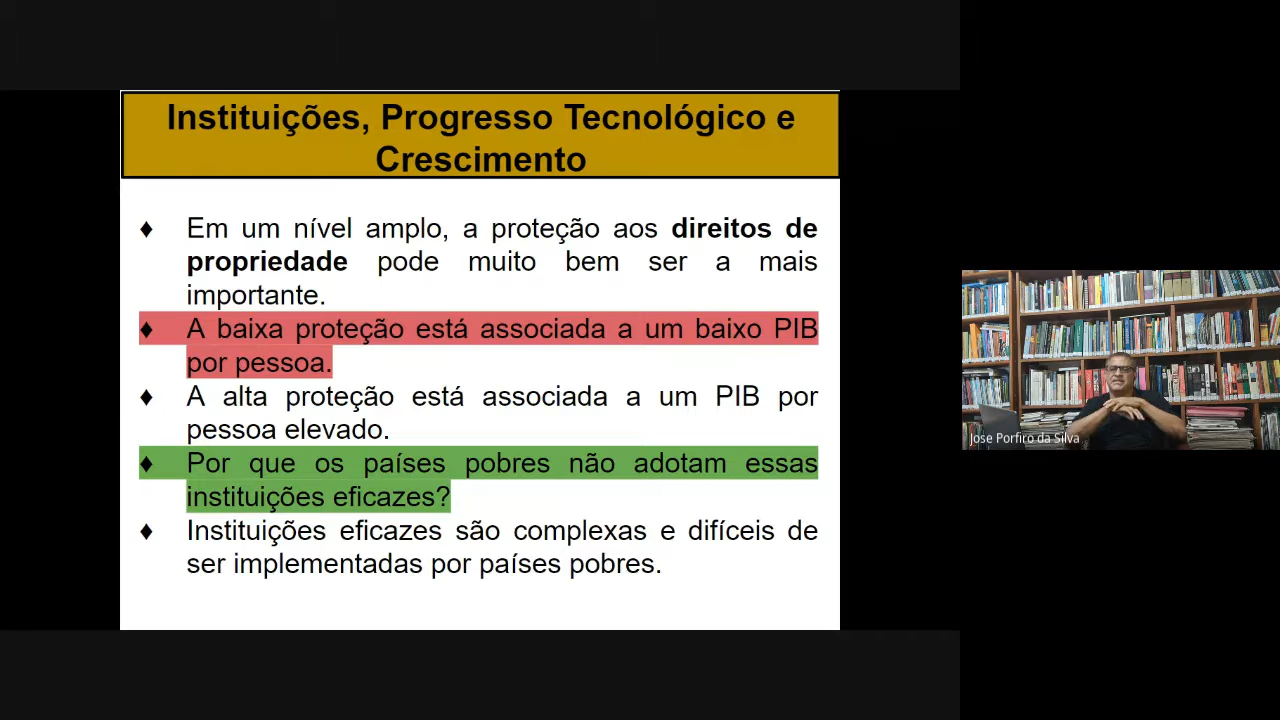 Instituições, Progresso Tecnológico e
Crescimento
♦ Em um nível amplo, a proteção aos direitos de
propriedade pode muito bem ser a mais
importante.
♦ A baixa proteção está associada a um baixo PIB
por pessoa.
♦ A alta proteção está associada a um PIB por
pessoa elevado.
♦ Por que os países pobres não adotam essas
instituições eficazes?
♦ Instituições eficazes são complexas e difíceis de
ser implementadas por países pobres.
Jose Porfiro da Silva